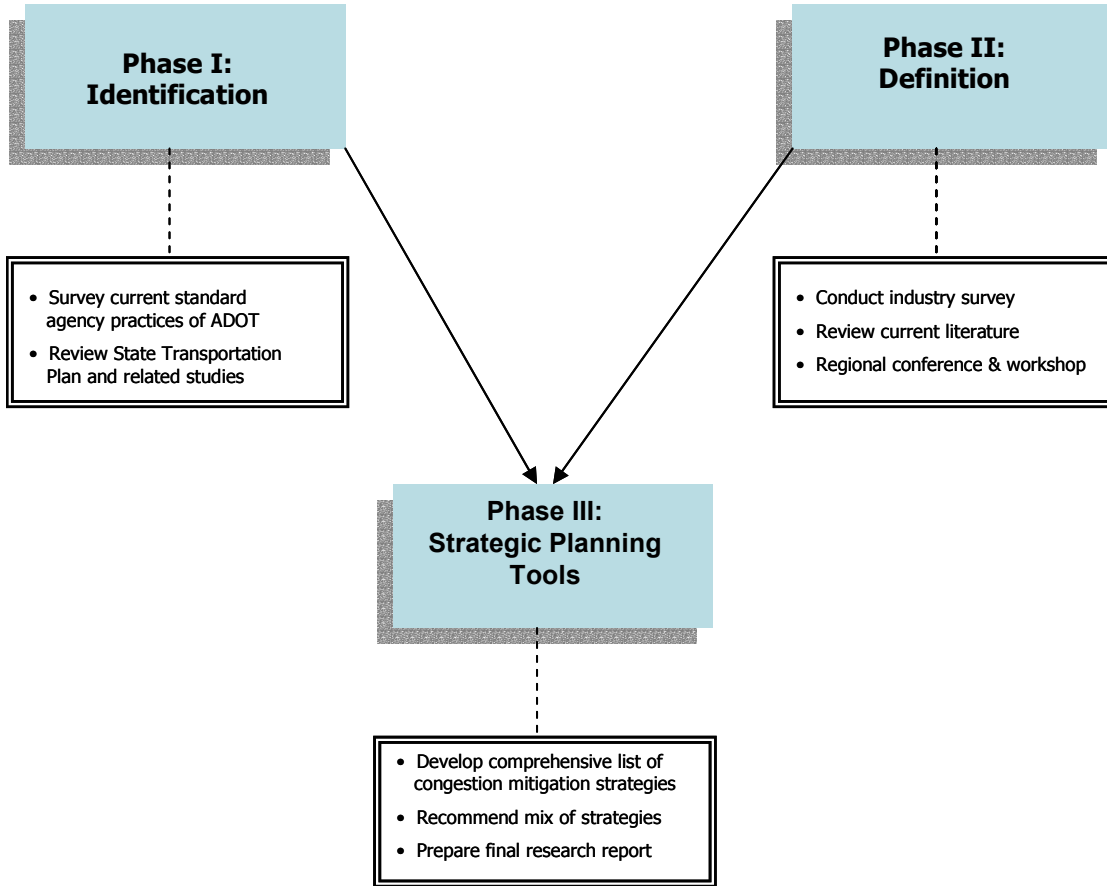 Phase I:
Identification
• Survey current standard
agency practices of ADOT
• Review State Transportation
Plan and related studies
Phase II:
Definition
• Conduct industry survey
• Review current literature
• Regional conference & workshop
Phase III:
Strategic Planning
Tools
• Develop comprehensive list of
congestion mitigation strategies
• Recommend mix of strategies
• Prepare final research report